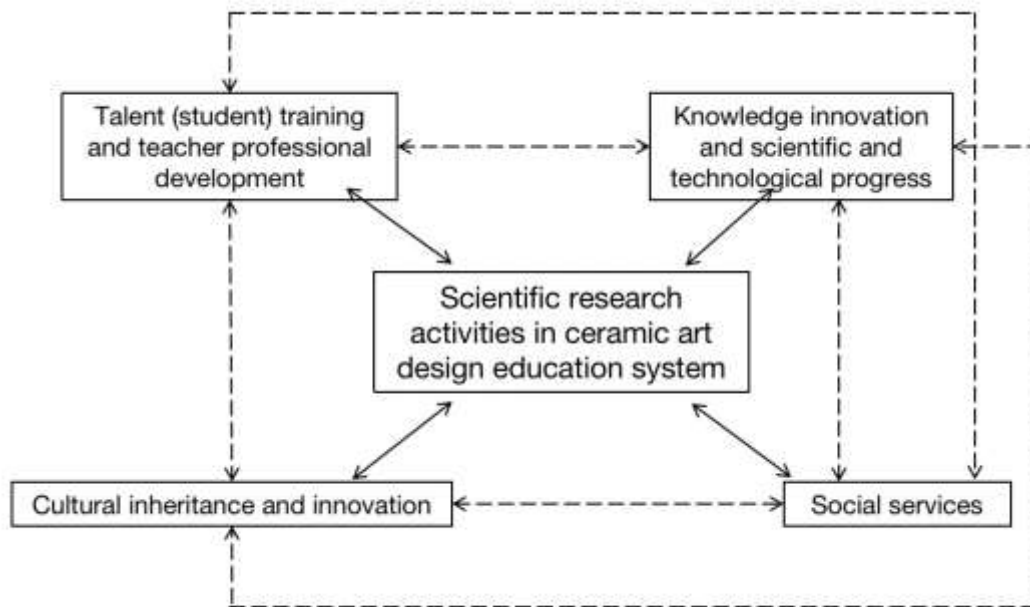 Talent (student) training
and teacher professional
development
Knowledge innovation
and scientific and
technological progress
Scientific research
activities in ceramic art
design education system
Cultural inheritance and innovation
Social services